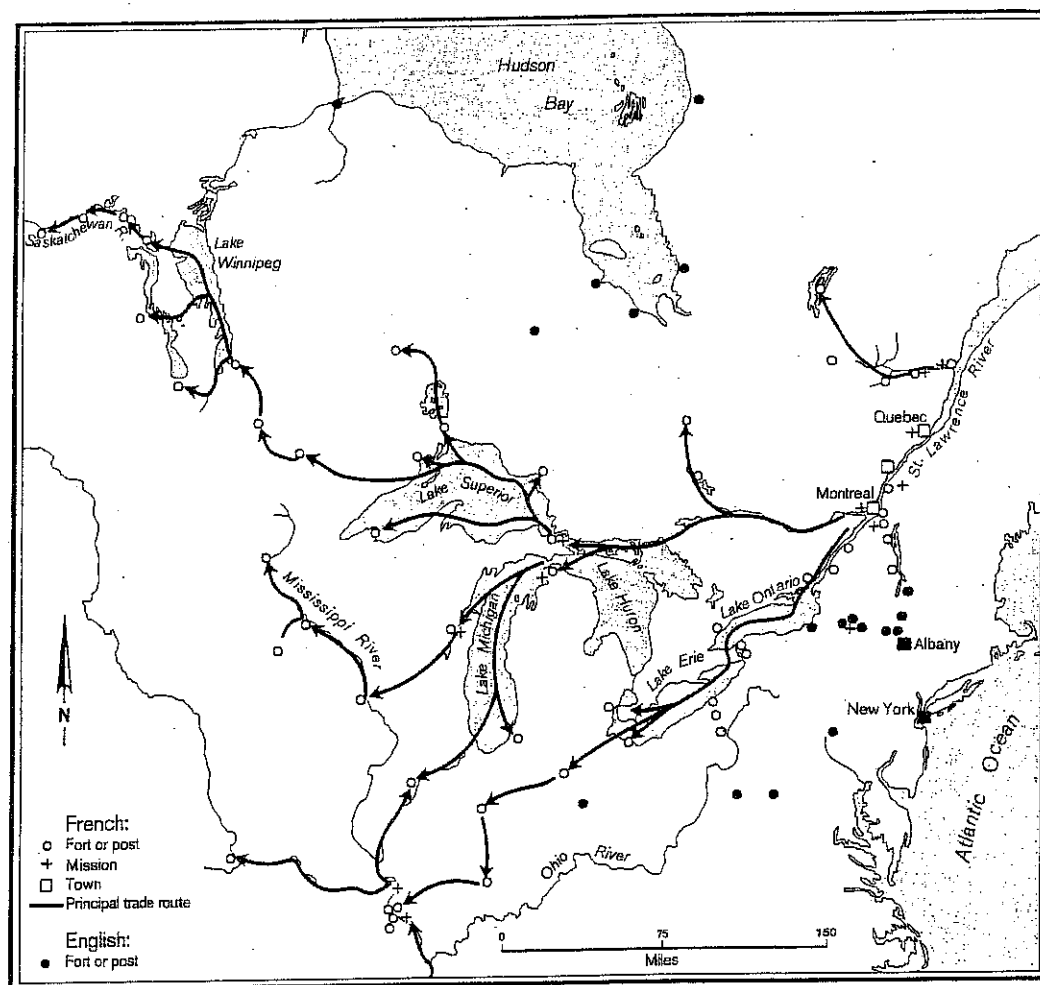 Hudson
Bay
Saskatchewan R.
Lake
Winnipeg
Quebec
St. Lawrence River
Montreal
Lake Superior
Lake Huron
Lake Ontario
Lake Michigan
Mississippi River
Lake Erie
Albany
New York
Atlantic Ocean
Ohio River
N
French:
Fort or post
Mission
Town
Principal trade route
English:
Fort or post
0 75 150
Miles